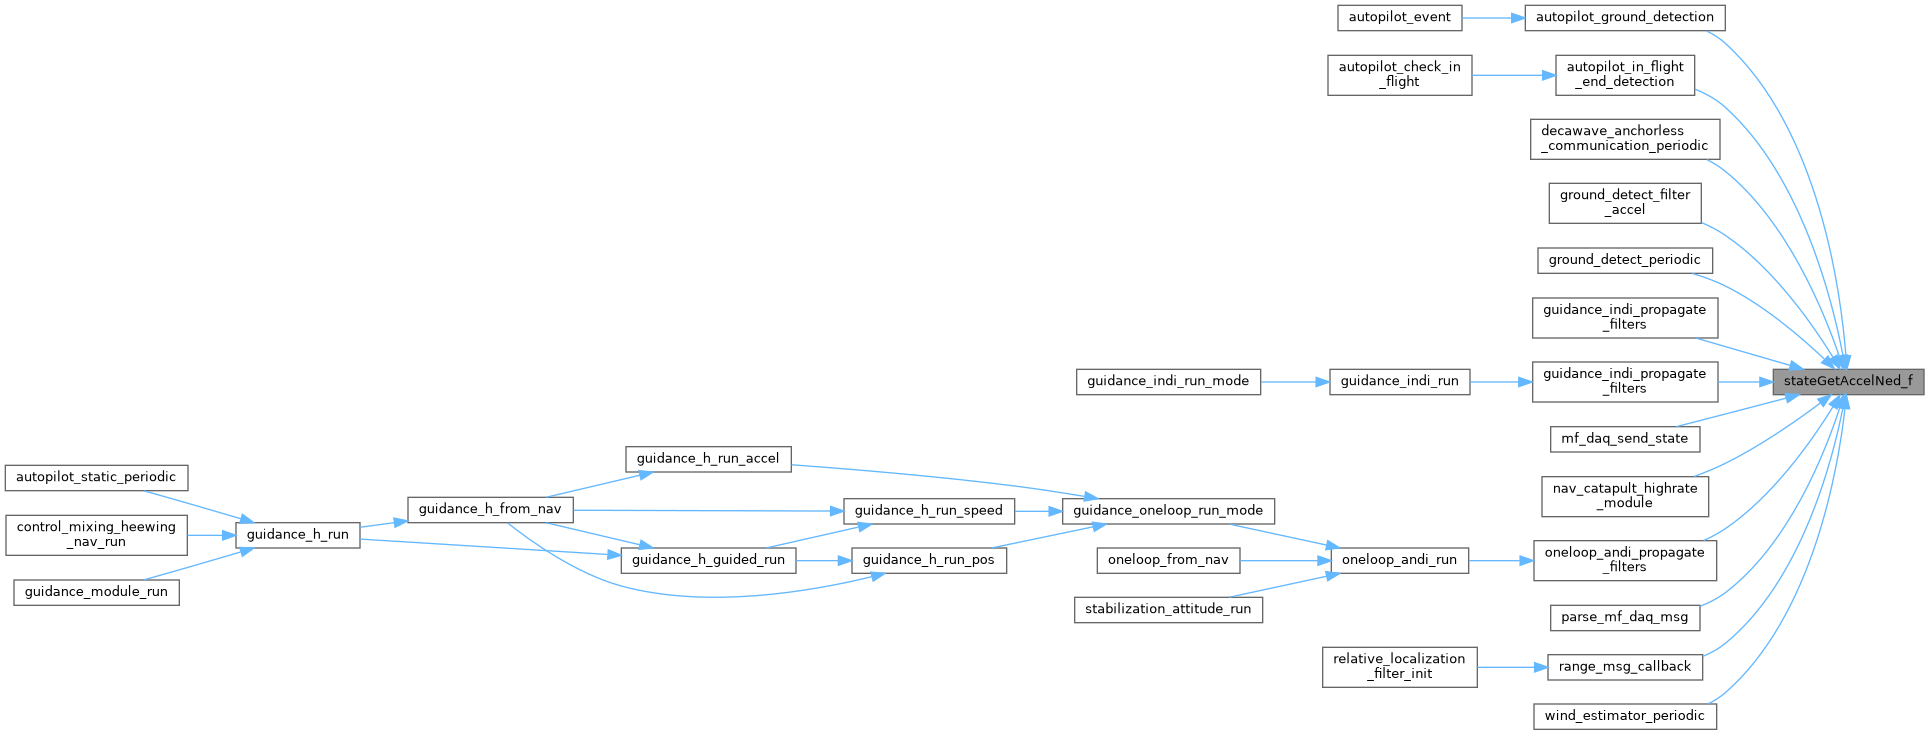 autopilot_event
autopilot_ground_detection
autopilot_check_in
_flight
autopilot_in_flight
_end_detection
decawave_anchorless
_communication_periodic
ground_detect_filter
_accel
ground_detect_periodic
guidance_indi_propagate
_filters
guidance_indi_run_mode
guidance_indi_run
guidance_indi_propagate
_filters
stateGetAccelNed_f
mf_daq_send_state
autopilot_static_periodic
control_mixing_heewing
_nav_run
guidance_module_run
guidance_h_run
guidance_h_from_nav
guidance_h_run_accel
guidance_h_guided_run
guidance_h_run_speed
guidance_h_run_pos
guidance_oneloop_run_mode
oneloop_from_nav
stabilization_attitude_run
oneloop_andi_run
nav_catapult_highrate
_module
oneloop_andi_propagate
_filters
parse_mf_daq_msg
relative_localization
_filter_init
range_msg_callback
wind_estimator_periodic